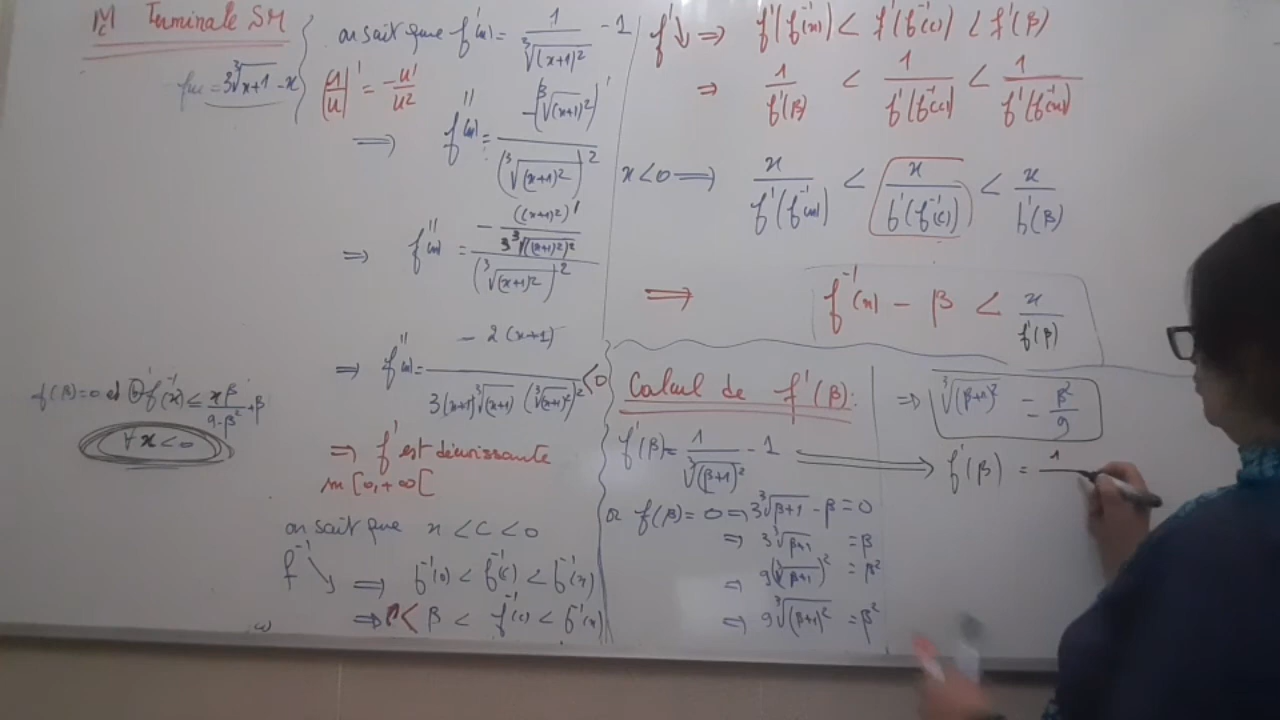 Terminale SM
f(x) = 3∛(x+1) - x
(1/u)' = -u'/u²
on sait que f'(x) = 1/∛((x+1)²) - 1
⟹ f''(x) = -(∛((x+1)²))' / (∛((x+1)²))²
⟹ f''(x) = -(((x+1)²)' / 3∛(((x+1)²)²)) / (∛((x+1)²))²
⟹ f''(x) = -2(x+1) / 3(x+1)∛(x+1) (∛((x+1)²))² < 0
⟹ f' est décroissante
[0,+∞[
on sait que x < c < 0
f⁻¹ ↘ ⟹ f⁻¹(0) < f⁻¹(c) < f⁻¹(x)
⟹ β < f⁻¹(c) < f⁻¹(x)
f(β)=0 et f⁻¹(x) ≤ xβ²/(9-β²) + β
∀x<0
f'↘ ⟹ f'(f⁻¹(x)) < f'(f⁻¹(c)) < f'(β)
⟹ 1/f'(β) < 1/f'(f⁻¹(c)) < 1/f'(f⁻¹(x))
x<0 ⟹ x/f'(f⁻¹(x)) < x/f'(f⁻¹(c)) < x/f'(β)
⟹ f⁻¹(x) - β < x/f'(β)
Calcul de f'(β):
f'(β) = 1/∛((β+1)²) - 1
or f(β) = 0 ⟹ 3∛(β+1) - β = 0
⟹ 3∛(β+1) = β
⟹ 9(∛(β+1))² = β²
⟹ 9∛((β+1)²) = β²
⟹ ∛((β+1)²) = β²/9
⟹ f'(β) = 1